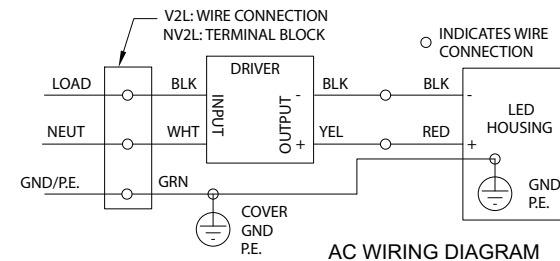 V2L: WIRE CONNECTION
NV2L: TERMINAL BLOCK
INDICATES WIRE
CONNECTION
LOAD
BLK
DRIVER
INPUT
OUTPUT
-
+
BLK
BLK
-
LED
HOUSING
NEUT
WHT
YEL
RED
+
GND/P.E.
GRN
COVER
GND
P.E.
GND
P.E.
AC WIRING DIAGRAM